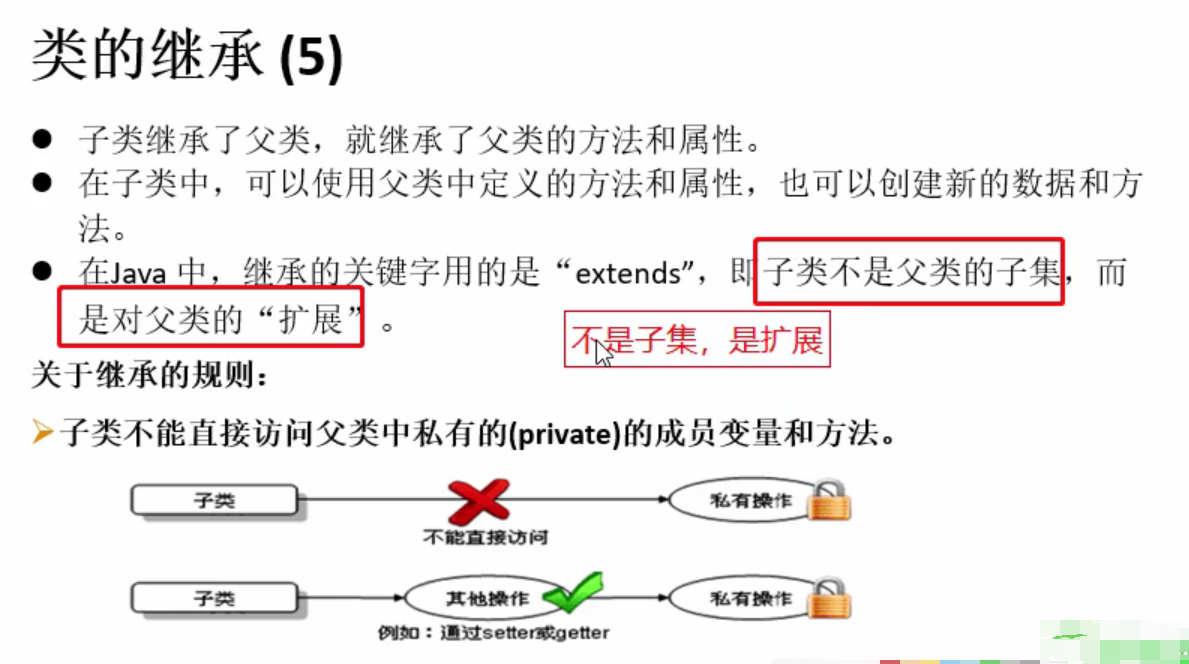 类的继承 (5)
● 子类继承了父类，就继承了父类的方法和属性。
● 在子类中，可以使用父类中定义的方法和属性，也可以创建新的数据和方
法。
● 在Java 中，继承的关键字用的是“extends”，即子类不是父类的子集，而
是对父类的“扩展”。
不是子集，是扩展
关于继承的规则：
➢子类不能直接访问父类中私有的(private)的成员变量和方法。
子类
私有操作
不能直接访问
子类
其他操作
私有操作
例如：通过setter或getter